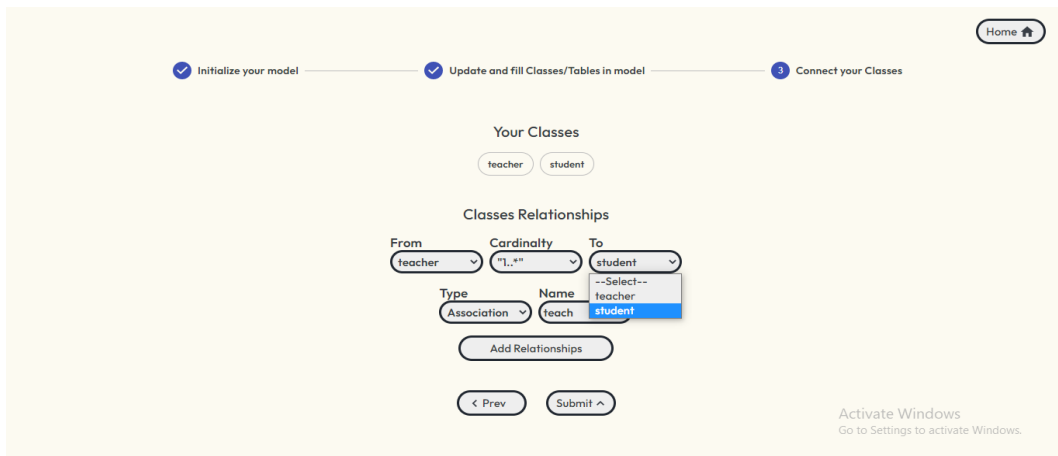 Home
Initialize your model
Update and fill Classes/Tables in model
3 Connect your Classes
Your Classes
teacher student
Classes Relationships
From Cardinalty To
teacher "1..*" student
--Select--
teacher
student
Type Name
Association teach
Add Relationships
Prev Submit
Activate Windows
Go to Settings to activate Windows.